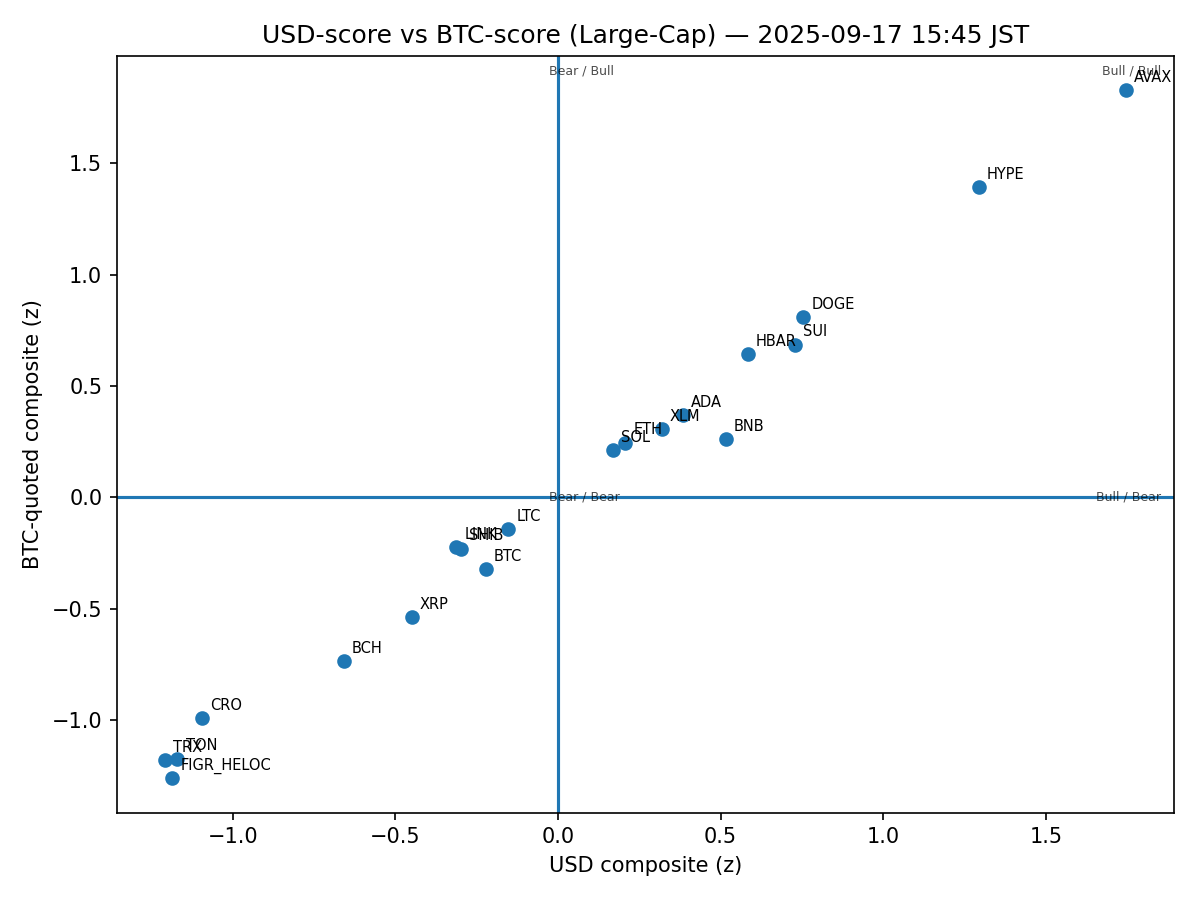 USD-score vs BTC-score (Large-Cap) — 2025-09-17 15:45 JST
Bear / Bull
Bull / Bull
AVAX
1.5
HYPE
1.0
DOGE
SUI
HBAR
0.5
ADA
XLM
BNB
ETH
SOL
0.0
Bear / Bear
Bull / Bear
LTC
LINK
SHIB
BTC
−0.5
XRP
BCH
−1.0
CRO
TRX
TON
FIGR_HELOC
−1.0
−0.5
0.0
0.5
1.0
1.5
USD composite (z)
BTC-quoted composite (z)